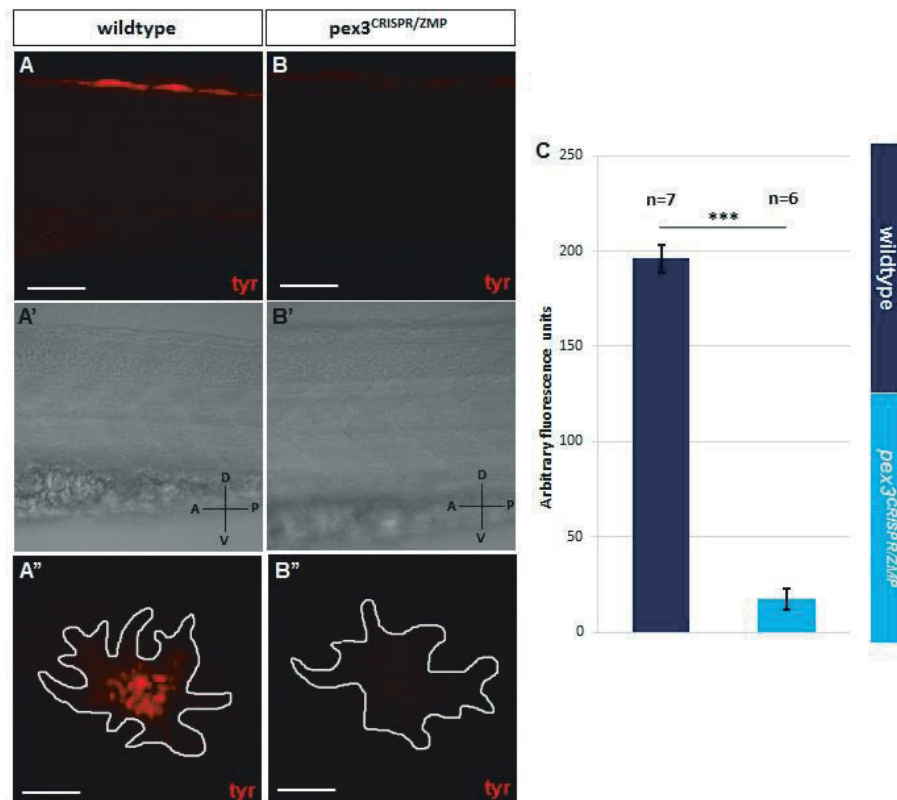 wildtype
pex3CRISPR/ZMP
A
tyr
B
tyr
A'
D
A P
V
B'
D
A P
V
A"
tyr
B"
tyr
C
Arbitrary fluorescence units
250
200
150
100
50
0
n=7
n=6
***
wildtype
pex3CRISPR/ZMP